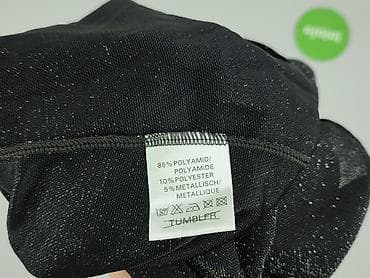 85% POLYAMID/
POLYAMIDE
10% POLYESTER
5% METALLISCH/
METALLIQUE
TUMBLER